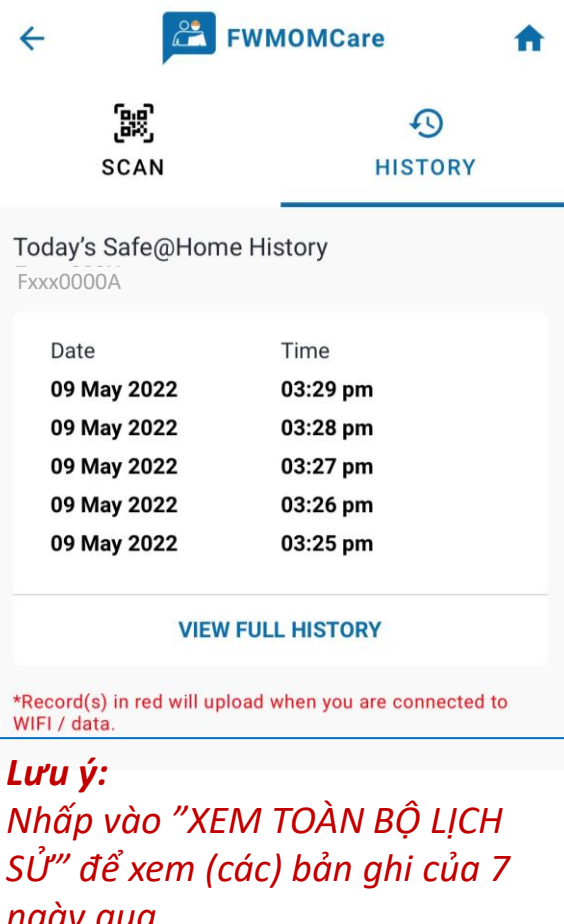 FWMOMCare
SCAN HISTORY
Today's Safe@Home History
Fxxx0000A
Date Time
09 May 2022 03:29 pm
09 May 2022 03:28 pm
09 May 2022 03:27 pm
09 May 2022 03:26 pm
09 May 2022 03:25 pm
VIEW FULL HISTORY
*Record(s) in red will upload when you are connected to
WIFI / data.
Lưu ý:
Nhấp vào "XEM TOÀN BỘ LỊCH
SỬ" để xem (các) bản ghi của 7
ngày qua